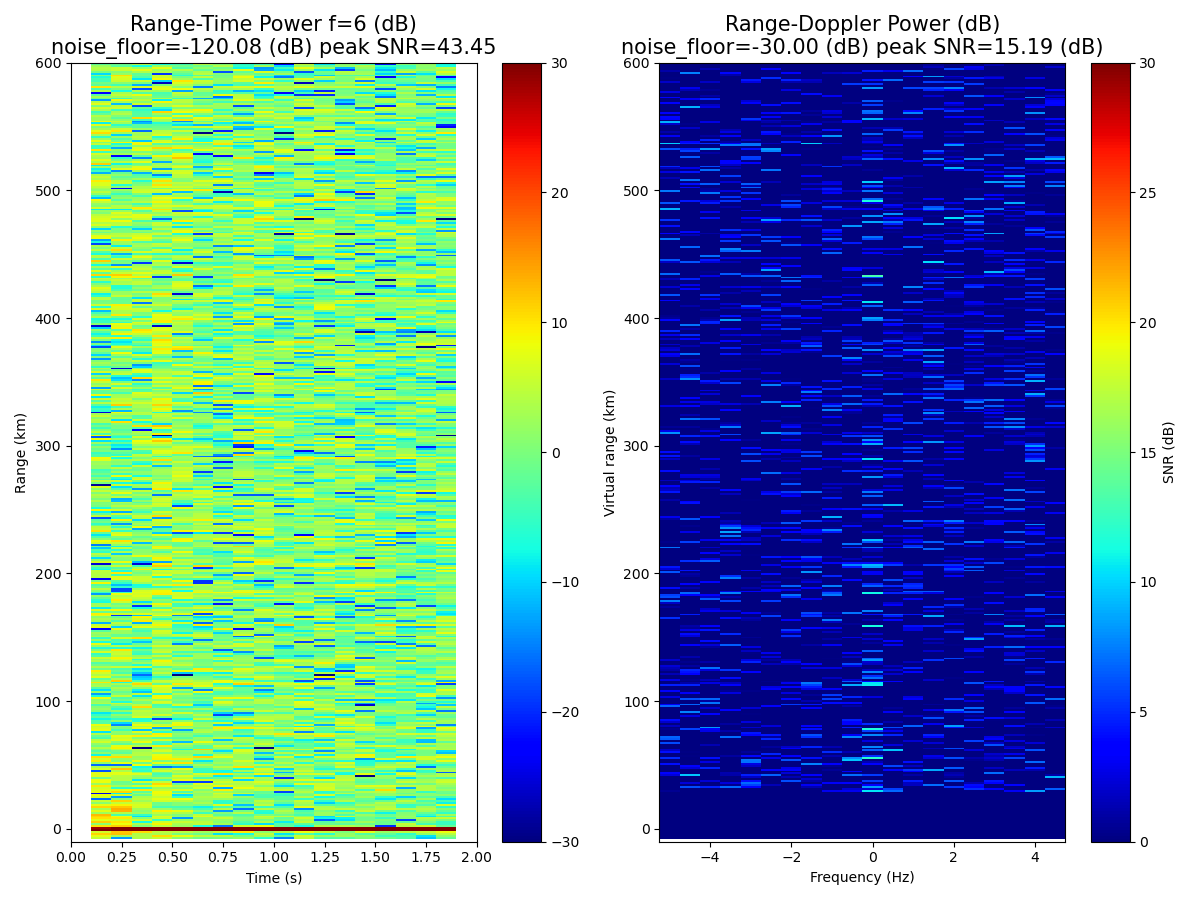 Range-Time Power f=6 (dB)
noise_floor=-120.08 (dB) peak SNR=43.45
Range (km)
600
500
400
300
200
100
0
0.00 0.25 0.50 0.75 1.00 1.25 1.50 1.75 2.00
Time (s)
30
20
10
0
−10
−20
−30
Range-Doppler Power (dB)
noise_floor=-30.00 (dB) peak SNR=15.19 (dB)
Virtual range (km)
600
500
400
300
200
100
0
−4 −2 0 2 4
Frequency (Hz)
30
25
20
15
10
5
0
SNR (dB)